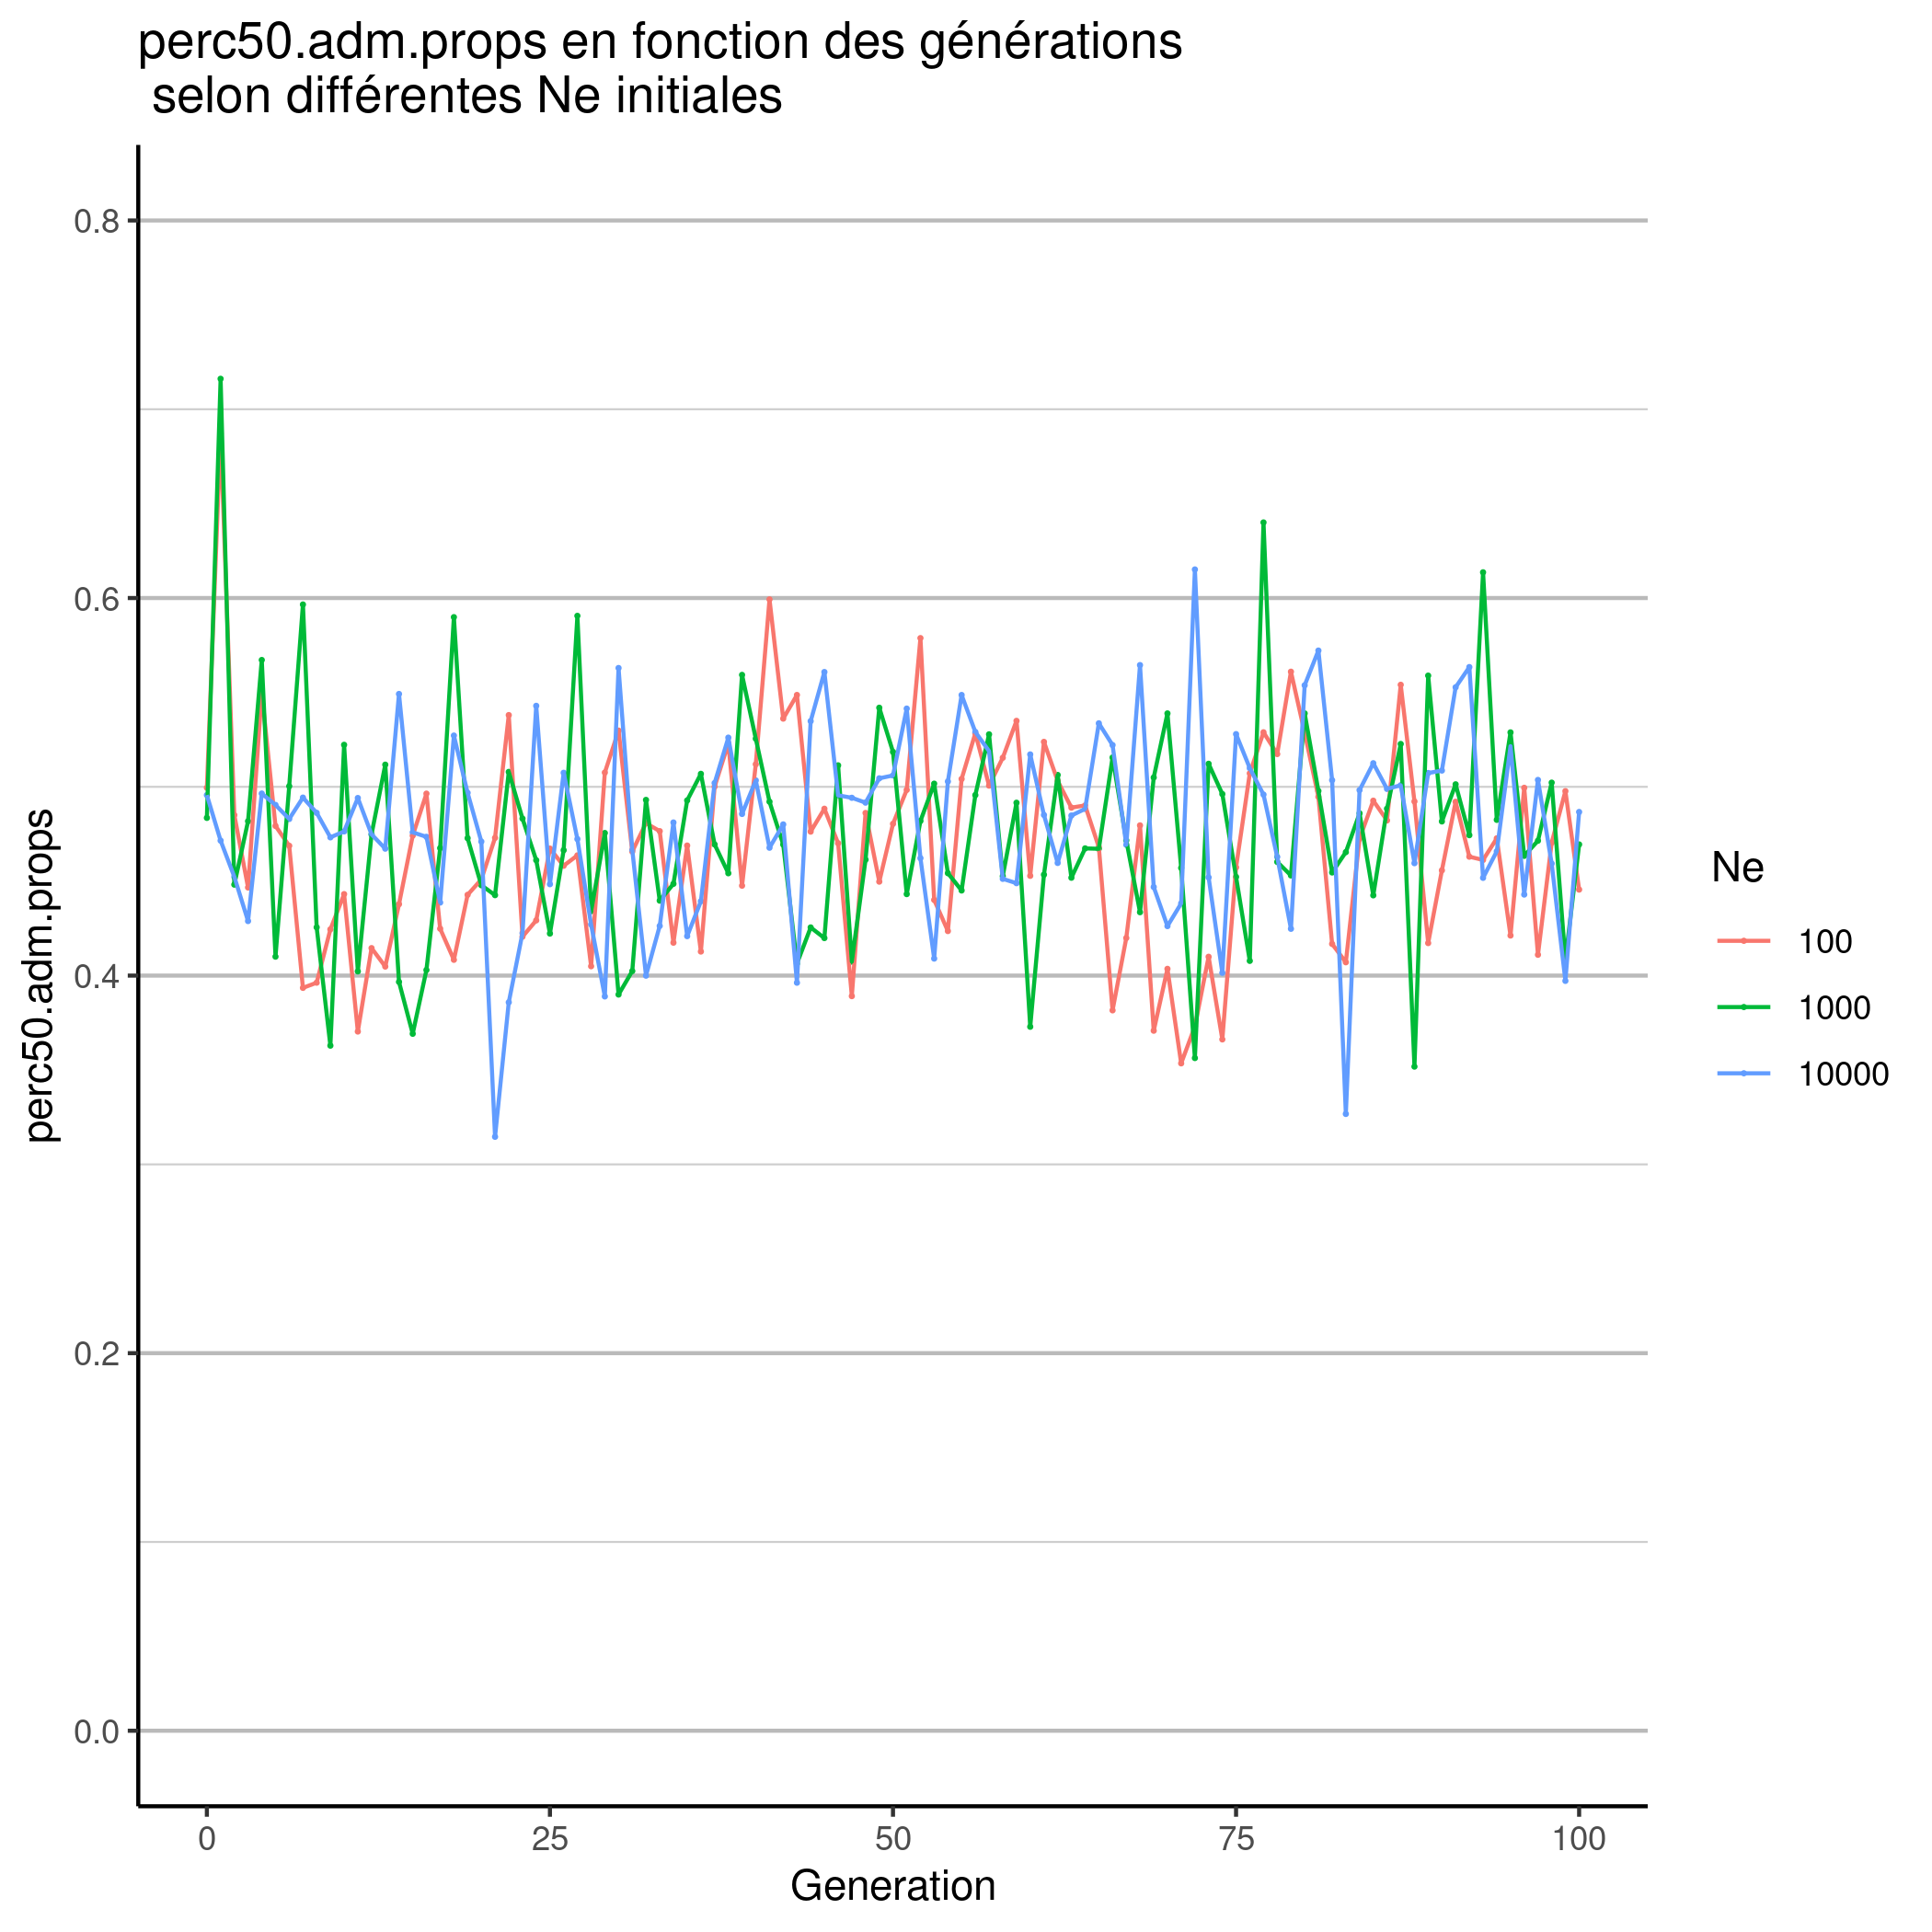 perc50.adm.props en fonction des générations
selon différentes Ne initiales
perc50.adm.props
0.8
0.6
0.4
0.2
0.0
0
25
50
75
100
Generation
Ne
100
1000
10000